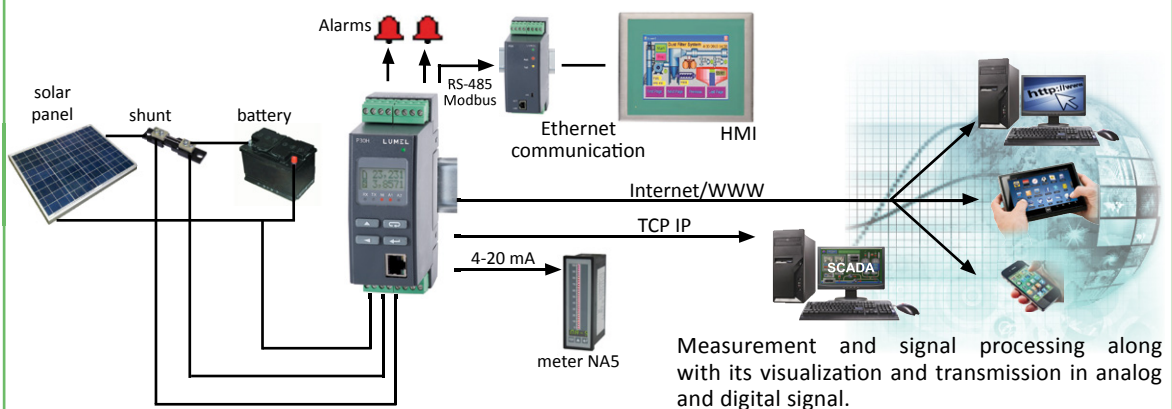 Alarms
RS-485
Modbus
solar
panel
shunt
battery
Ethernet
communication
HMI
LUMEL
http://www
Internet/WWW
TCP IP
SCADA
4-20 mA
meter NA5
Measurement and signal processing along
with its visualization and transmission in analog
and digital signal.